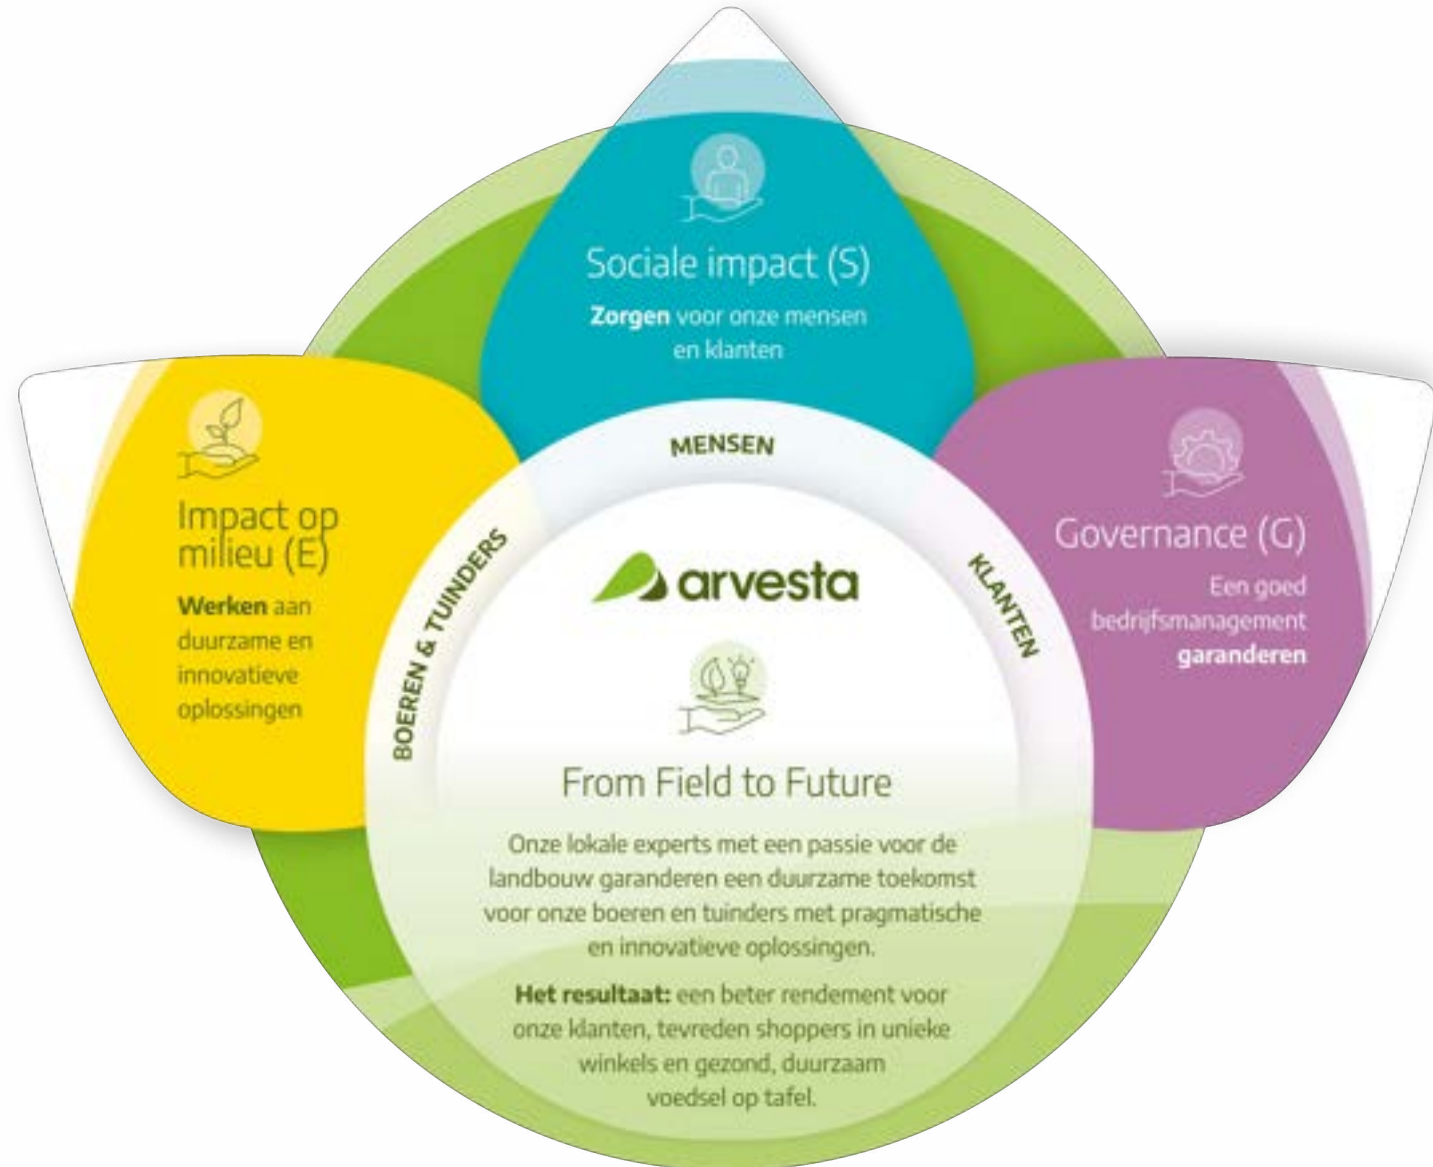 Sociale impact (S)
Zorgen voor onze mensen
en klanten
Impact op
milieu (E)
Werken aan
duurzame en
innovatieve
oplossingen
Governance (G)
Een goed
bedrijfsmanagement
garanderen
BOEREN & TUINDERS
MENSEN
KLANTEN
arvesta
From Field to Future
Onze lokale experts met een passie voor de
landbouw garanderen een duurzame toekomst
voor onze boeren en tuinders met pragmatische
en innovatieve oplossingen.
Het resultaat: een beter rendement voor
onze klanten, tevreden shoppers in unieke
winkels en gezond, duurzaam
voedsel op tafel.